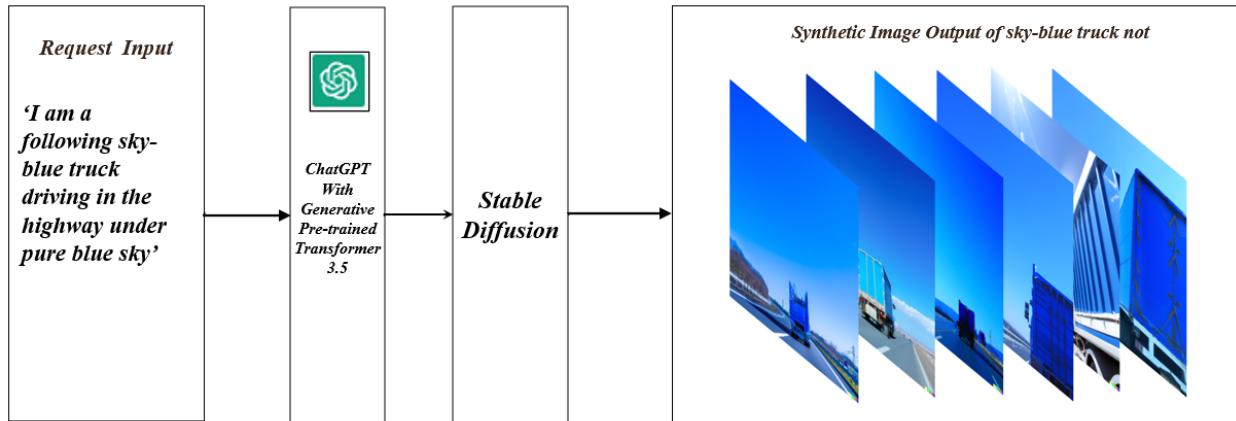 Request Input
‘I am a
following sky-
blue truck
driving in the
highway under
pure blue sky’
ChatGPT
With
Generative
Pre-trained
Transformer
3.5
Stable
Diffusion
Synthetic Image Output of sky-blue truck not